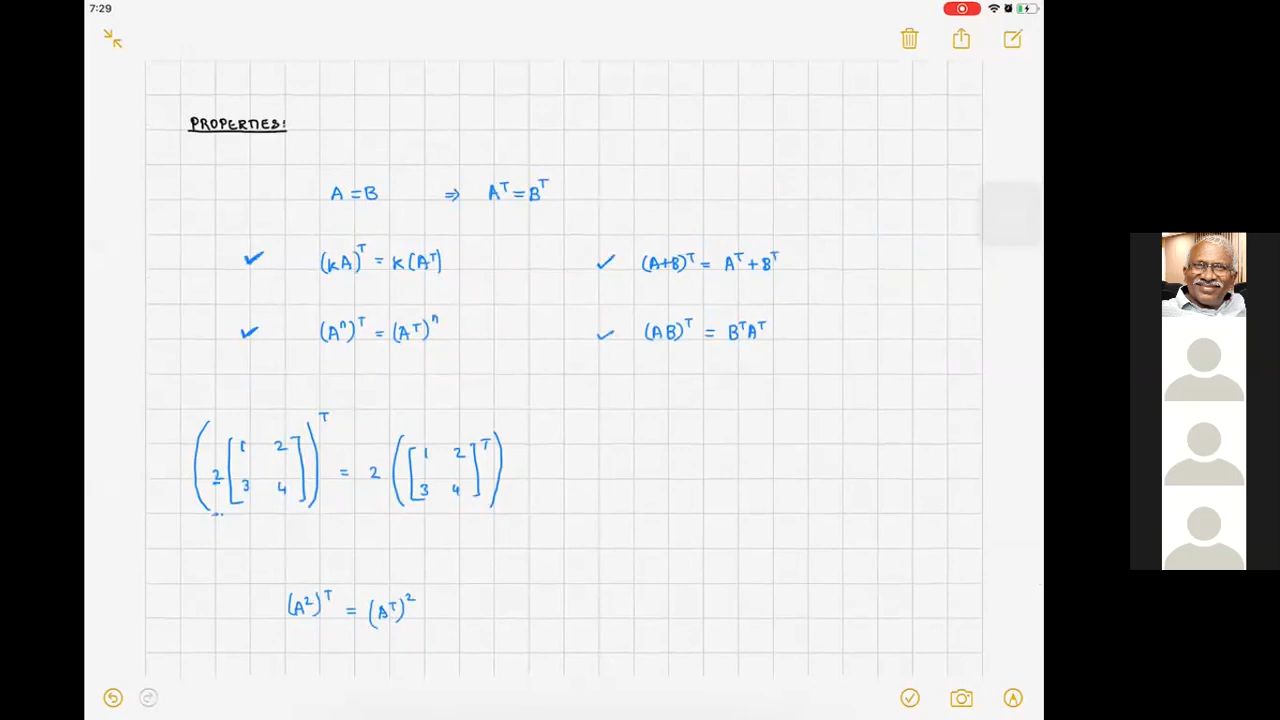 7:29
PROPERTIES:
A = B ⇒ Aᵀ = Bᵀ
✓ (KA)ᵀ = K(Aᵀ) ✓ (A+B)ᵀ = Aᵀ + Bᵀ
✓ (Aⁿ)ᵀ = (Aᵀ)ⁿ ✓ (AB)ᵀ = BᵀAᵀ
(2[1 2
3 4])ᵀ = 2([1 2
3 4]ᵀ)
(A²)ᵀ = (Aᵀ)²